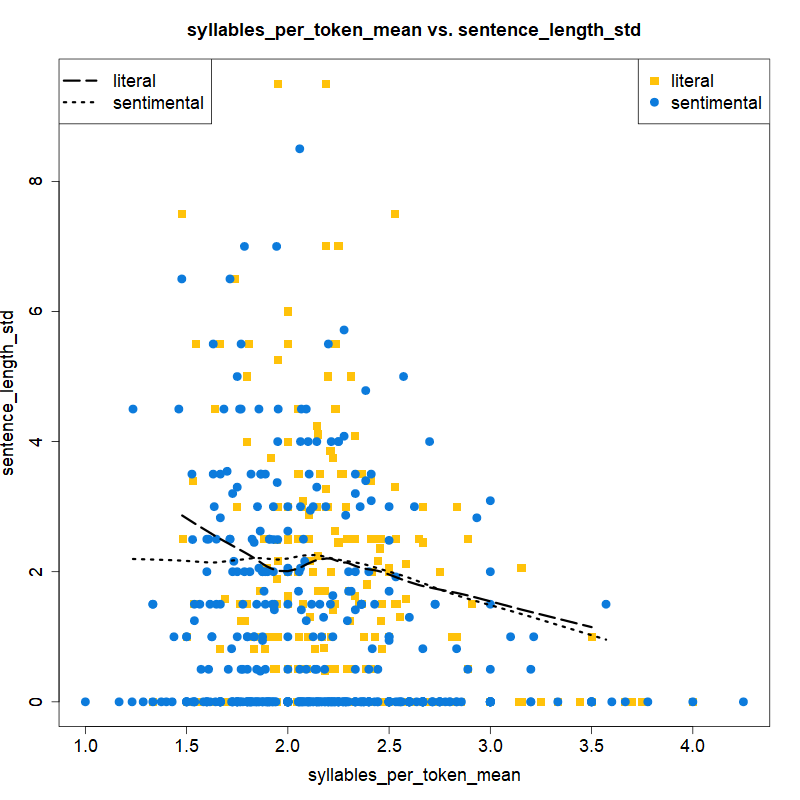 syllables_per_token_mean vs. sentence_length_std
literal
sentimental
literal
sentimental
sentence_length_std
8
6
4
2
0
1.0 1.5 2.0 2.5 3.0 3.5 4.0
syllables_per_token_mean